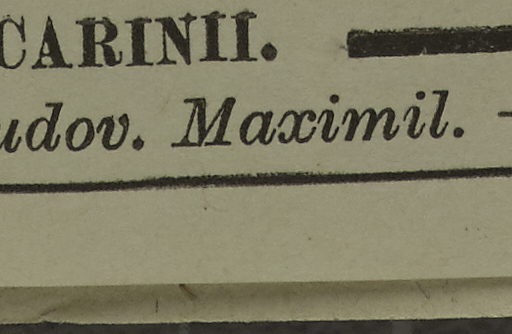 CARINII.
udov. Maximil. -